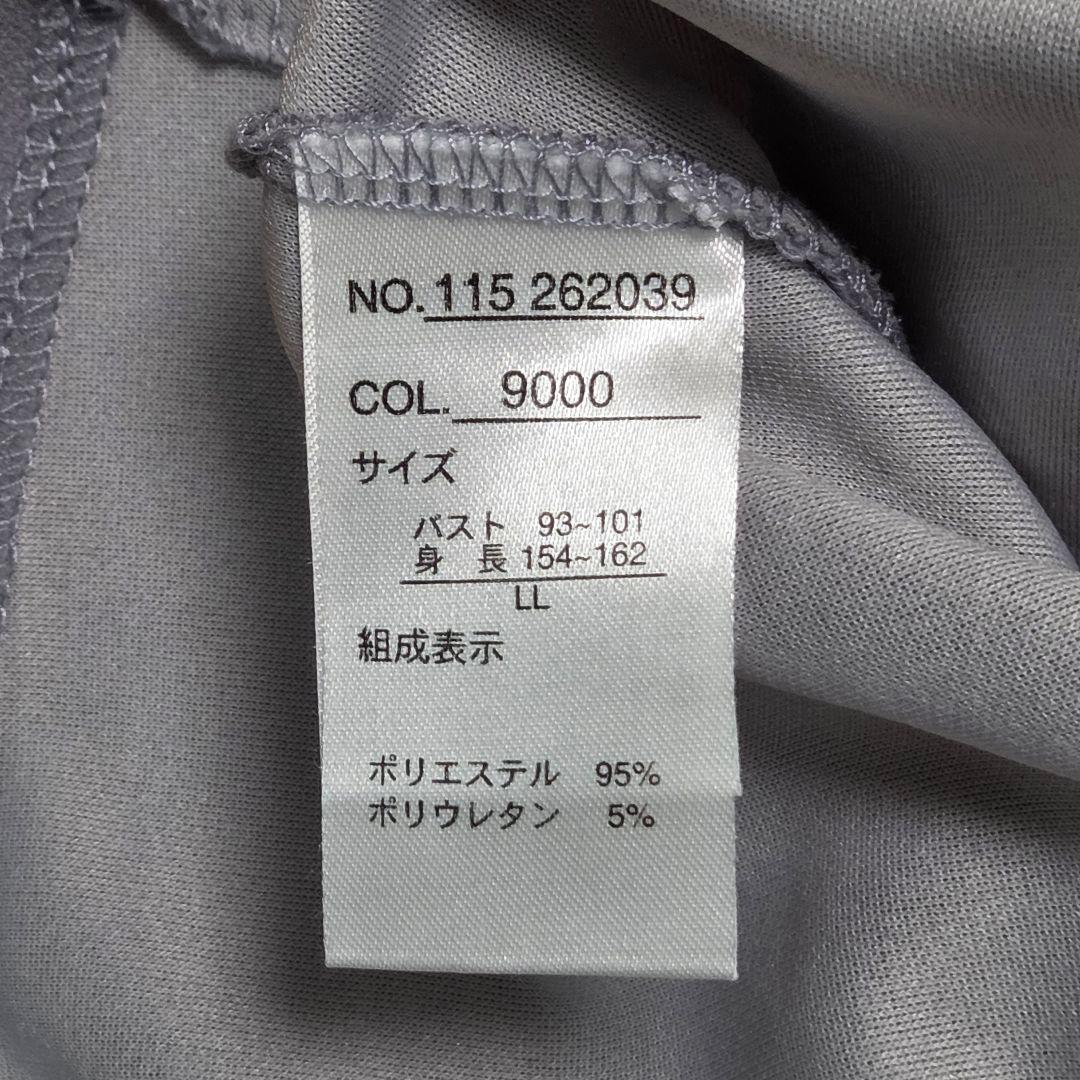 NO. 115 262039
COL. 9000
サイズ
バスト 93~101
身 長 154~162
LL
組成表示
ポリエステル 95%
ポリウレタン 5%